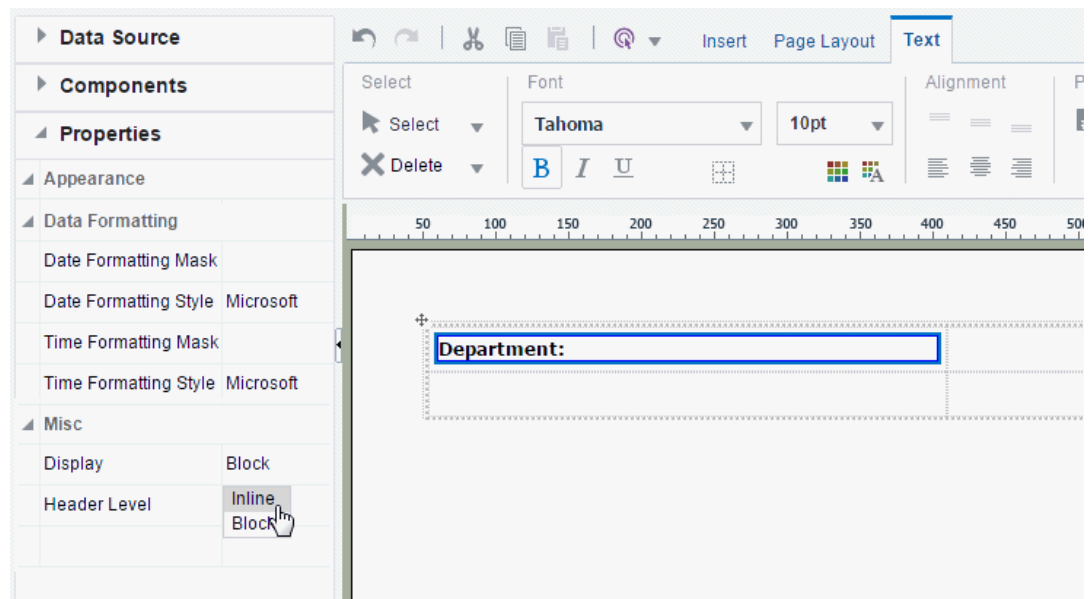 Data Source
Components
Properties
Appearance
Data Formatting
Date Formatting Mask
Date Formatting Style Microsoft
Time Formatting Mask
Time Formatting Style Microsoft
Misc
Display Block
Header Level Inline
Block
Insert Page Layout Text
Select Font Alignment P
Select Tahoma 10pt
Delete B I U A
50 100 150 200 250 300 350 400 450 500
Department: